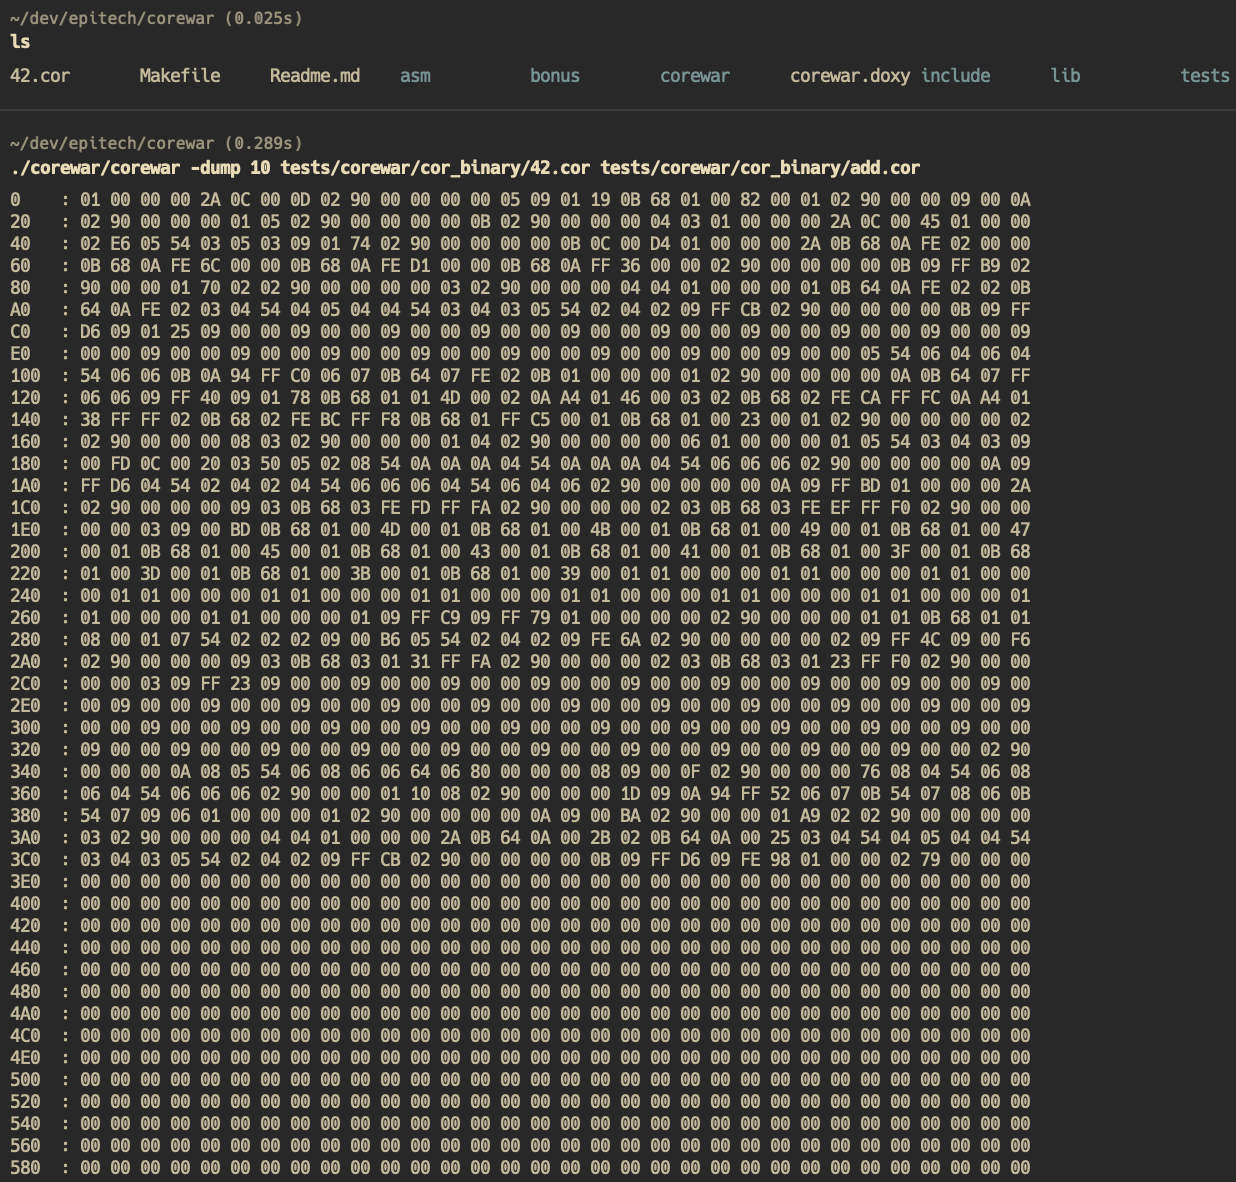 ~/dev/epitech/corewar (0.025s)
ls
42.cor Makefile Readme.md asm bonus corewar corewar.doxy include lib tests
~/dev/epitech/corewar (0.289s)
./corewar/corewar -dump 10 tests/corewar/cor_binary/42.cor tests/corewar/cor_binary/add.cor
0 : 01 00 00 00 2A 0C 00 0D 02 90 00 00 00 00 05 09 01 19 0B 68 01 00 82 00 01 02 90 00 00 09 00 0A
20 : 02 90 00 00 00 01 05 02 90 00 00 00 00 0B 02 90 00 00 00 04 03 01 00 00 00 2A 0C 00 45 01 00 00
40 : 02 E6 05 54 03 05 03 09 01 74 02 90 00 00 00 00 0B 0C 00 D4 01 00 00 00 2A 0B 68 0A FE 02 00 00
60 : 0B 68 0A FE 6C 00 00 0B 68 0A FE D1 00 00 0B 68 0A FF 36 00 00 02 90 00 00 00 00 0B 09 FF B9 02
80 : 90 00 00 01 70 02 02 90 00 00 00 00 03 02 90 00 00 00 04 04 01 00 00 00 01 0B 64 0A FE 02 02 0B
A0 : 64 0A FE 02 03 04 54 04 05 04 04 54 03 04 03 05 54 02 04 02 09 FF CB 02 90 00 00 00 00 0B 09 FF
C0 : D6 09 01 25 09 00 00 09 00 00 09 00 00 09 00 00 09 00 00 09 00 00 09 00 00 09 00 00 09 00 00 09
E0 : 00 00 09 00 00 09 00 00 09 00 00 09 00 00 09 00 00 09 00 00 09 00 00 09 00 00 05 54 06 04 06 04
100 : 54 06 06 0B 0A 94 FF C0 06 07 0B 64 07 FE 02 0B 01 00 00 00 01 02 90 00 00 00 00 0A 0B 64 07 FF
120 : 06 06 09 FF 40 09 01 78 0B 68 01 01 4D 00 02 0A A4 01 46 00 03 02 0B 68 02 FE CA FF FC 0A A4 01
140 : 38 FF FF 02 0B 68 02 FE BC FF F8 0B 68 01 FF C5 00 01 0B 68 01 00 23 00 01 02 90 00 00 00 00 02
160 : 02 90 00 00 00 08 03 02 90 00 00 00 01 04 02 90 00 00 00 00 06 01 00 00 00 01 05 54 03 04 03 09
180 : 00 FD 0C 00 20 03 50 05 02 08 54 0A 0A 0A 04 54 0A 0A 0A 04 54 06 06 06 02 90 00 00 00 00 0A 09
1A0 : FF D6 04 54 02 04 02 04 54 06 06 06 04 54 06 04 06 02 90 00 00 00 00 0A 09 FF BD 01 00 00 00 2A
1C0 : 02 90 00 00 00 09 03 0B 68 03 FE FD FF FA 02 90 00 00 00 02 03 0B 68 03 FE EF FF F0 02 90 00 00
1E0 : 00 00 03 09 00 BD 0B 68 01 00 4D 00 01 0B 68 01 00 4B 00 01 0B 68 01 00 49 00 01 0B 68 01 00 47
200 : 00 01 0B 68 01 00 45 00 01 0B 68 01 00 43 00 01 0B 68 01 00 41 00 01 0B 68 01 00 3F 00 01 0B 68
220 : 01 00 3D 00 01 0B 68 01 00 3B 00 01 0B 68 01 00 39 00 01 01 00 00 00 01 01 00 00 00 01 01 00 00
240 : 00 01 01 00 00 00 01 01 00 00 00 01 01 00 00 00 01 01 00 00 00 01 01 00 00 00 01 01 00 00 00 01
260 : 01 00 00 00 01 01 00 00 00 01 09 FF C9 09 FF 79 01 00 00 00 00 02 90 00 00 00 01 01 0B 68 01 01
280 : 08 00 01 07 54 02 02 02 09 00 B6 05 54 02 04 02 09 FE 6A 02 90 00 00 00 00 02 09 FF 4C 09 00 F6
2A0 : 02 90 00 00 00 09 03 0B 68 03 01 31 FF FA 02 90 00 00 00 02 03 0B 68 03 01 23 FF F0 02 90 00 00
2C0 : 00 00 03 09 FF 23 09 00 00 09 00 00 09 00 00 09 00 00 09 00 00 09 00 00 09 00 00 09 00 00 09 00
2E0 : 00 09 00 00 09 00 00 09 00 00 09 00 00 09 00 00 09 00 00 09 00 00 09 00 00 09 00 00 09 00 00 09
300 : 00 00 09 00 00 09 00 00 09 00 00 09 00 00 09 00 00 09 00 00 09 00 00 09 00 00 09 00 00 09 00 00
320 : 09 00 00 09 00 00 09 00 00 09 00 00 09 00 00 09 00 00 09 00 00 09 00 00 09 00 00 09 00 00 02 90
340 : 00 00 00 0A 08 05 54 06 08 06 06 64 06 80 00 00 00 08 09 00 0F 02 90 00 00 00 76 08 04 54 06 08
360 : 06 04 54 06 06 06 02 90 00 00 01 10 08 02 90 00 00 00 1D 09 0A 94 FF 52 06 07 0B 54 07 08 06 0B
380 : 54 07 09 06 01 00 00 00 01 02 90 00 00 00 00 0A 09 00 BA 02 90 00 00 01 A9 02 02 90 00 00 00 00
3A0 : 03 02 90 00 00 00 04 04 01 00 00 00 2A 0B 64 0A 00 2B 02 0B 64 0A 00 25 03 04 54 04 05 04 04 54
3C0 : 03 04 03 05 54 02 04 02 09 FF CB 02 90 00 00 00 00 0B 09 FF D6 09 FE 98 01 00 00 02 79 00 00 00
3E0 : 00 00 00 00 00 00 00 00 00 00 00 00 00 00 00 00 00 00 00 00 00 00 00 00 00 00 00 00 00 00 00 00
400 : 00 00 00 00 00 00 00 00 00 00 00 00 00 00 00 00 00 00 00 00 00 00 00 00 00 00 00 00 00 00 00 00
420 : 00 00 00 00 00 00 00 00 00 00 00 00 00 00 00 00 00 00 00 00 00 00 00 00 00 00 00 00 00 00 00 00
440 : 00 00 00 00 00 00 00 00 00 00 00 00 00 00 00 00 00 00 00 00 00 00 00 00 00 00 00 00 00 00 00 00
460 : 00 00 00 00 00 00 00 00 00 00 00 00 00 00 00 00 00 00 00 00 00 00 00 00 00 00 00 00 00 00 00 00
480 : 00 00 00 00 00 00 00 00 00 00 00 00 00 00 00 00 00 00 00 00 00 00 00 00 00 00 00 00 00 00 00 00
4A0 : 00 00 00 00 00 00 00 00 00 00 00 00 00 00 00 00 00 00 00 00 00 00 00 00 00 00 00 00 00 00 00 00
4C0 : 00 00 00 00 00 00 00 00 00 00 00 00 00 00 00 00 00 00 00 00 00 00 00 00 00 00 00 00 00 00 00 00
4E0 : 00 00 00 00 00 00 00 00 00 00 00 00 00 00 00 00 00 00 00 00 00 00 00 00 00 00 00 00 00 00 00 00
500 : 00 00 00 00 00 00 00 00 00 00 00 00 00 00 00 00 00 00 00 00 00 00 00 00 00 00 00 00 00 00 00 00
520 : 00 00 00 00 00 00 00 00 00 00 00 00 00 00 00 00 00 00 00 00 00 00 00 00 00 00 00 00 00 00 00 00
540 : 00 00 00 00 00 00 00 00 00 00 00 00 00 00 00 00 00 00 00 00 00 00 00 00 00 00 00 00 00 00 00 00
560 : 00 00 00 00 00 00 00 00 00 00 00 00 00 00 00 00 00 00 00 00 00 00 00 00 00 00 00 00 00 00 00 00
580 : 00 00 00 00 00 00 00 00 00 00 00 00 00 00 00 00 00 00 00 00 00 00 00 00 00 00 00 00 00 00 00 00